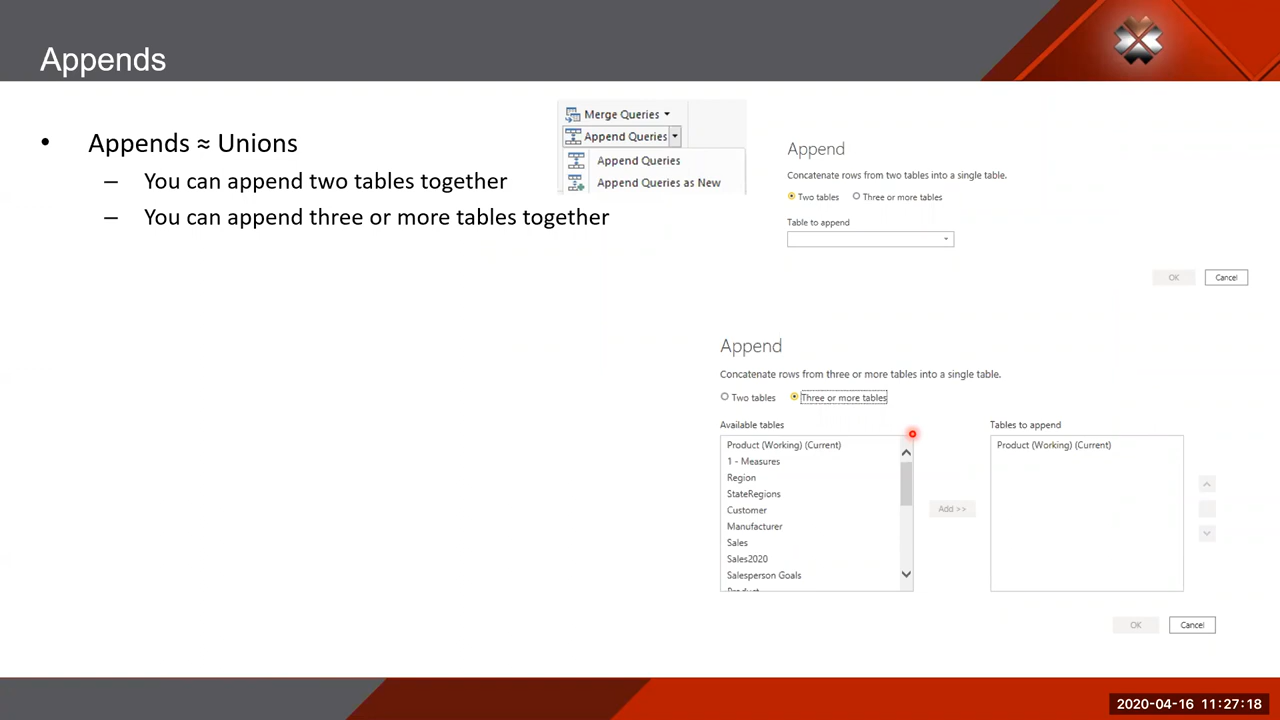 Appends
• Appends ≈ Unions
– You can append two tables together
– You can append three or more tables together
Merge Queries
Append Queries
Append Queries
Append Queries as New
Append
Concatenate rows from two tables into a single table.
Two tables Three or more tables
Table to append
OK Cancel
Append
Concatenate rows from three or more tables into a single table.
Two tables Three or more tables
Available tables
Product (Working) (Current)
1 - Measures
Region
StateRegions
Customer
Manufacturer
Sales
Sales2020
Salesperson Goals
Product
Add >>
Tables to append
Product (Working) (Current)
OK Cancel
2020-04-16 11:27:18